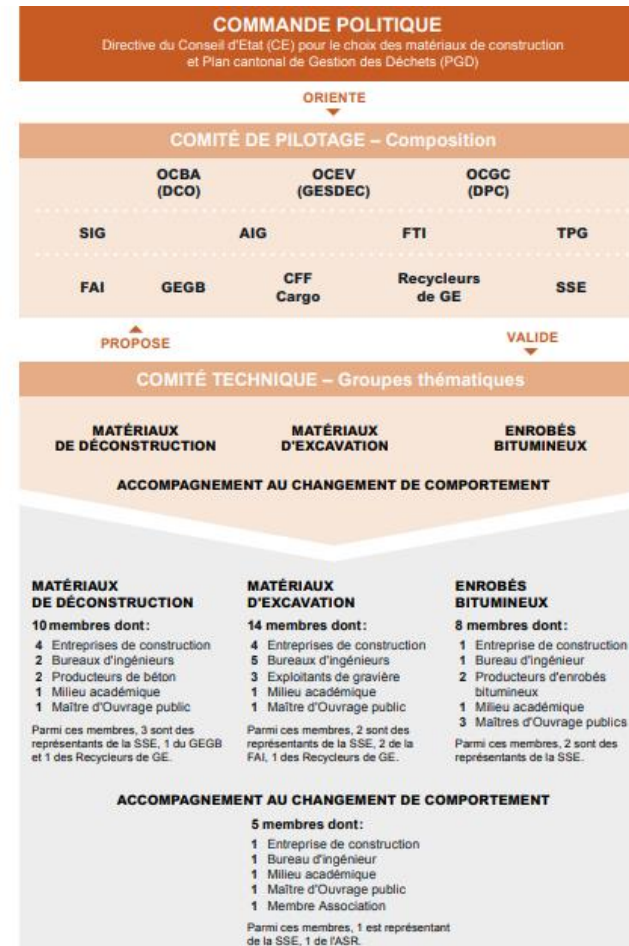 COMMANDE POLITIQUE
Directive du Conseil d'Etat (CE) pour le choix des matériaux de construction
et Plan cantonal de Gestion des Déchets (PGD)
ORIENTE
COMITÉ DE PILOTAGE – Composition
OCBA OCEV OCGC
(DCO) (GESDEC) (DPC)
SIG AIG FTI TPG
FAI GEGB CFF Cargo Recycleurs de GE SSE
PROPOSE VALIDE
COMITÉ TECHNIQUE – Groupes thématiques
MATÉRIAUX
DE DÉCONSTRUCTION
MATÉRIAUX
D'EXCAVATION
ENROBÉS
BITUMINEUX
ACCOMPAGNEMENT AU CHANGEMENT DE COMPORTEMENT
MATÉRIAUX
DE DÉCONSTRUCTION
10 membres dont:
4 Entreprises de construction
2 Bureaux d'ingénieurs
2 Producteurs de béton
1 Milieu académique
1 Maître d'Ouvrage public
Parmi ces membres, 3 sont des
représentants de la SSE, 1 du GEGB
et 1 des Recycleurs de GE.
MATÉRIAUX
D'EXCAVATION
14 membres dont:
4 Entreprises de construction
5 Bureaux d'ingénieurs
3 Exploitants de gravière
1 Milieu académique
1 Maître d'Ouvrage public
Parmi ces membres, 2 sont des
représentants de la SSE, 2 de la
FAI, 1 des Recycleurs de GE.
ENROBÉS
BITUMINEUX
8 membres dont:
1 Entreprise de construction
1 Bureau d'ingénieur
2 Producteurs d'enrobés
bitumineux
1 Milieu académique
3 Maîtres d'Ouvrage publics
Parmi ces membres, 2 sont des
représentants de la SSE.
ACCOMPAGNEMENT AU CHANGEMENT DE COMPORTEMENT
5 membres dont:
1 Entreprise de construction
1 Bureau d'ingénieur
1 Milieu académique
1 Maître d'Ouvrage public
1 Membre Association
Parmi ces membres, 1 est représentant
de la SSE, 1 de l'ASR.